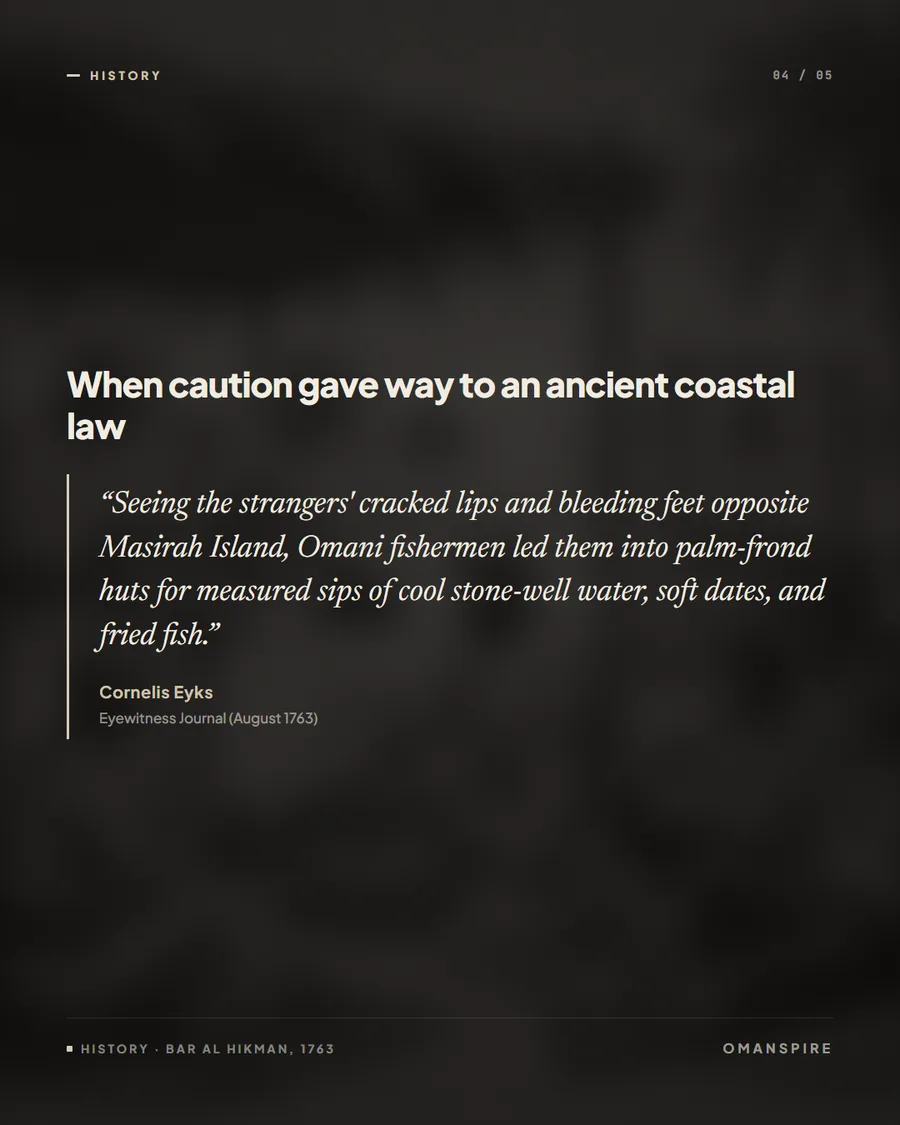 — HISTORY
04 / 05
When caution gave way to an ancient coastal
law
“Seeing the strangers' cracked lips and bleeding feet opposite
Masirah Island, Omani fishermen led them into palm-frond
huts for measured sips of cool stone-well water, soft dates, and
fried fish.”
Cornelis Eyks
Eyewitness Journal (August 1763)
HISTORY · BAR AL HIKMAN, 1763
OMANSPIRE